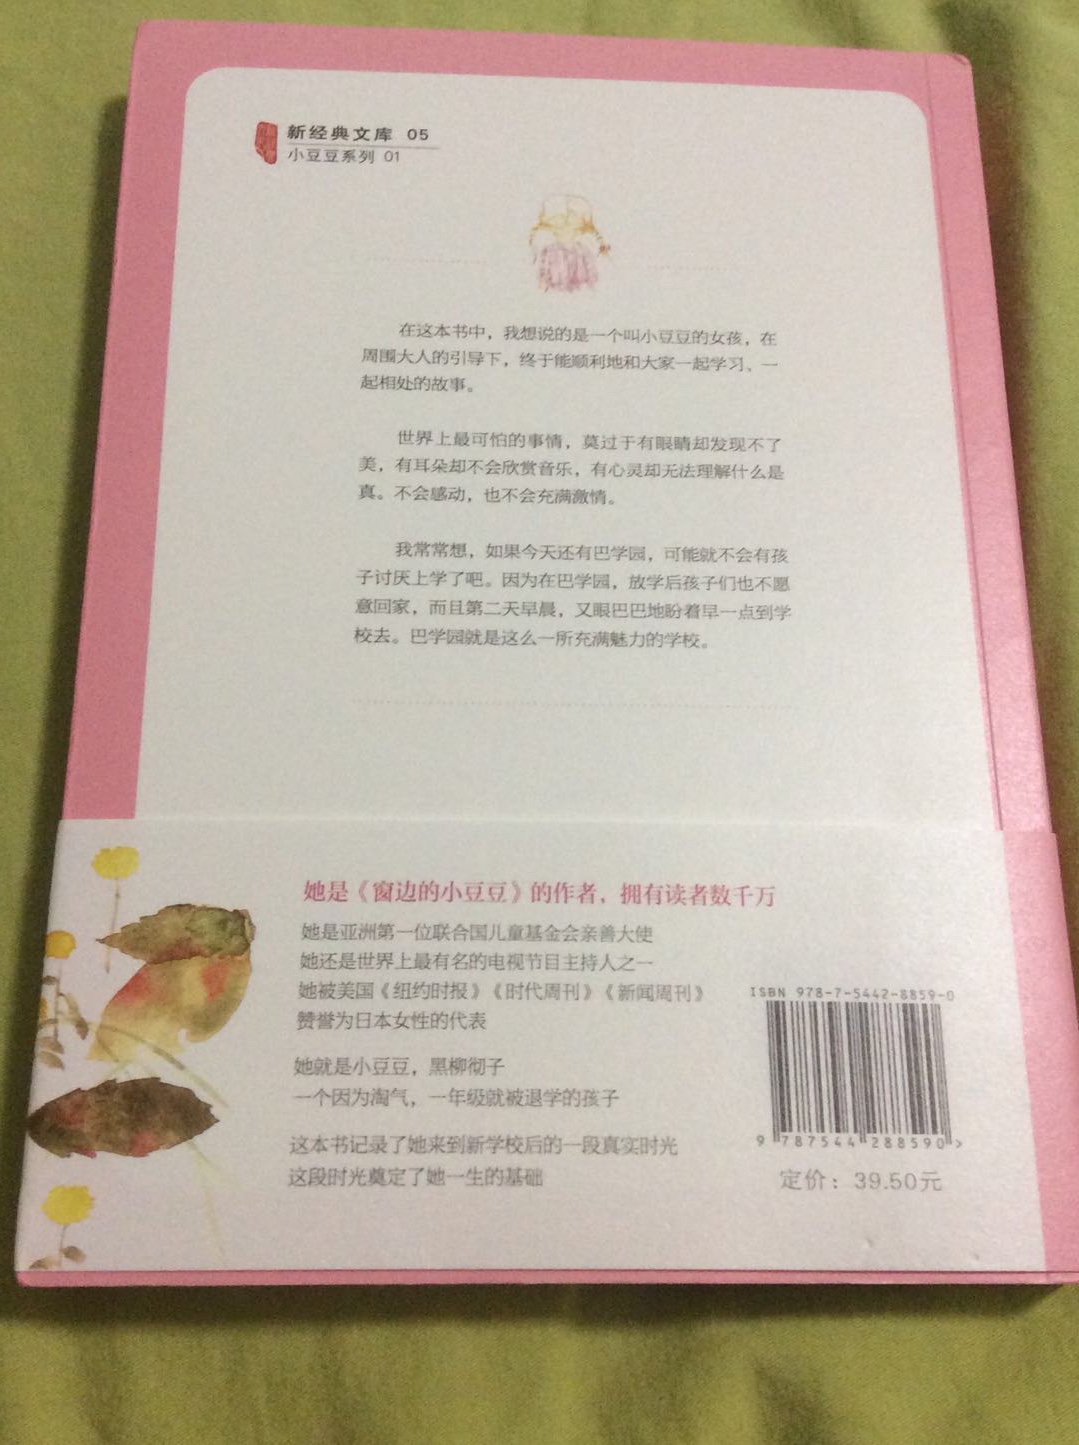 新经典文库 05
小豆豆系列 01
在这本书中，我想说的是一个叫小豆豆的女孩，在
周围大人的引导下，终于能顺利地和大家一起学习、一
起相处的故事。
世界上最可怕的事情，莫过于有眼睛却发现不了
美，有耳朵却不会欣赏音乐，有心灵却无法理解什么是
真。不会感动，也不会充满激情。
我常常想，如果今天还有巴学园，可能就不会有孩
子讨厌上学了吧。因为在巴学园，放学后孩子们也不愿
意回家，而且第二天早晨，又眼巴巴地盼着早一点到学
校去。巴学园就是这么一所充满魅力的学校。
她是《窗边的小豆豆》的作者，拥有读者数千万
她是亚洲第一位联合国儿童基金会亲善大使
她还是世界上最有名的电视节目主持人之一
她被美国《纽约时报》《时代周刊》《新闻周刊》
赞誉为日本女性的代表
她就是小豆豆，黑柳彻子
一个因为淘气，一年级就被退学的孩子
这本书记录了她来到新学校后的一段真实时光
这段时光奠定了她一生的基础
ISBN 978-7-5442-8859-0
9 787544 288590 >
定价：39.50元